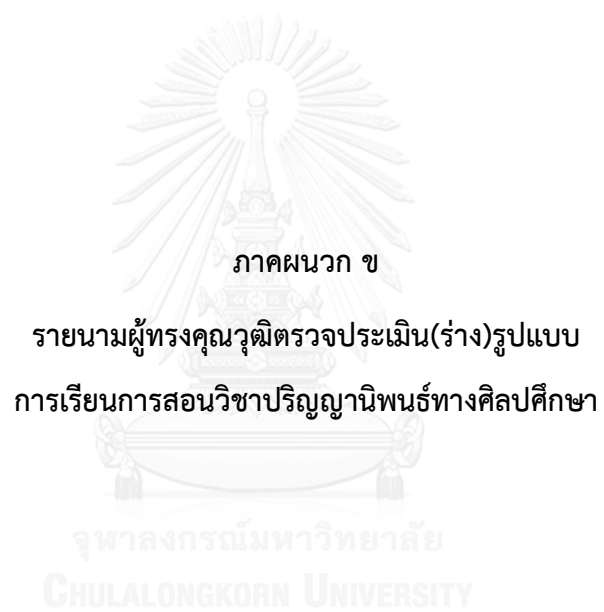 ภาคผนวก ข
รายนามผู้ทรงคุณวุฒิตรวจประเมิน(ร่าง)รูปแบบ
การเรียนการสอนวิชาปริญญานิพนธ์ทางศิลปศึกษา
จุฬาลงกรณ์มหาวิทยาลัย
CHULALONGKORN UNIVERSITY